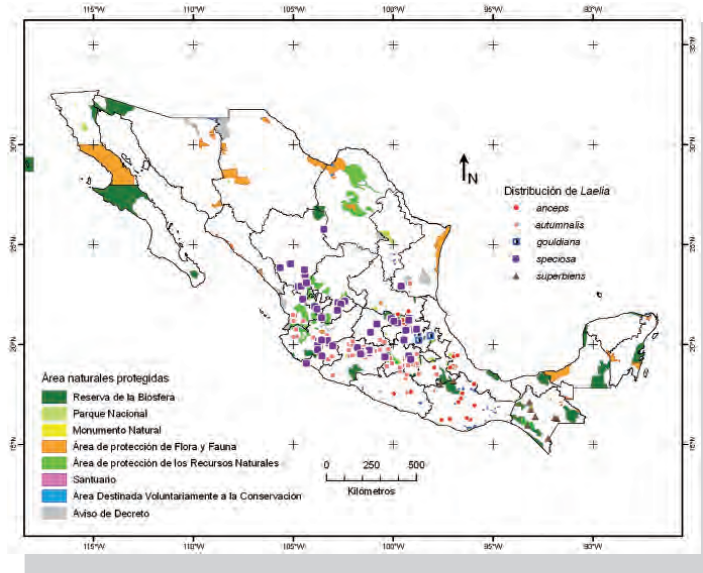 115°W 110°W 105°W 100°W 95°W 90°W
35°N
30°N
25°N
20°N
15°N
35°N
30°N
25°N
20°N
15°N
N
Distribución de Laelia
anceps
autumnalis
gouldiana
speciosa
superbiens
Área naturales protegidas
Reserva de la Biosfera
Parque Nacional
Monumento Natural
Área de protección de Flora y Fauna
Área de protección de los Recursos Naturales
Santuario
Área Destinada Voluntariamente a la Conservación
Aviso de Decreto
0 250 500
Kilómetros
115°W 110°W 105°W 100°W 95°W 90°W